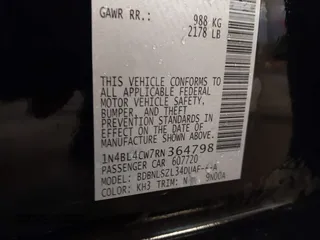 GAWR RR.: 988 KG
2178 LB
THIS VEHICLE CONFORMS TO
ALL APPLICABLE FEDERAL
MOTOR VEHICLE SAFETY,
BUMPER, AND THEFT
PREVENTION STANDARDS
IN EFFECT ON THE DATE OF
MANUFACTURE SHOWN ABOVE.
1N4BL4CW7RN364798
PASSENGER CAR 607720
MODEL:
COLOR: KH3 TRIM: